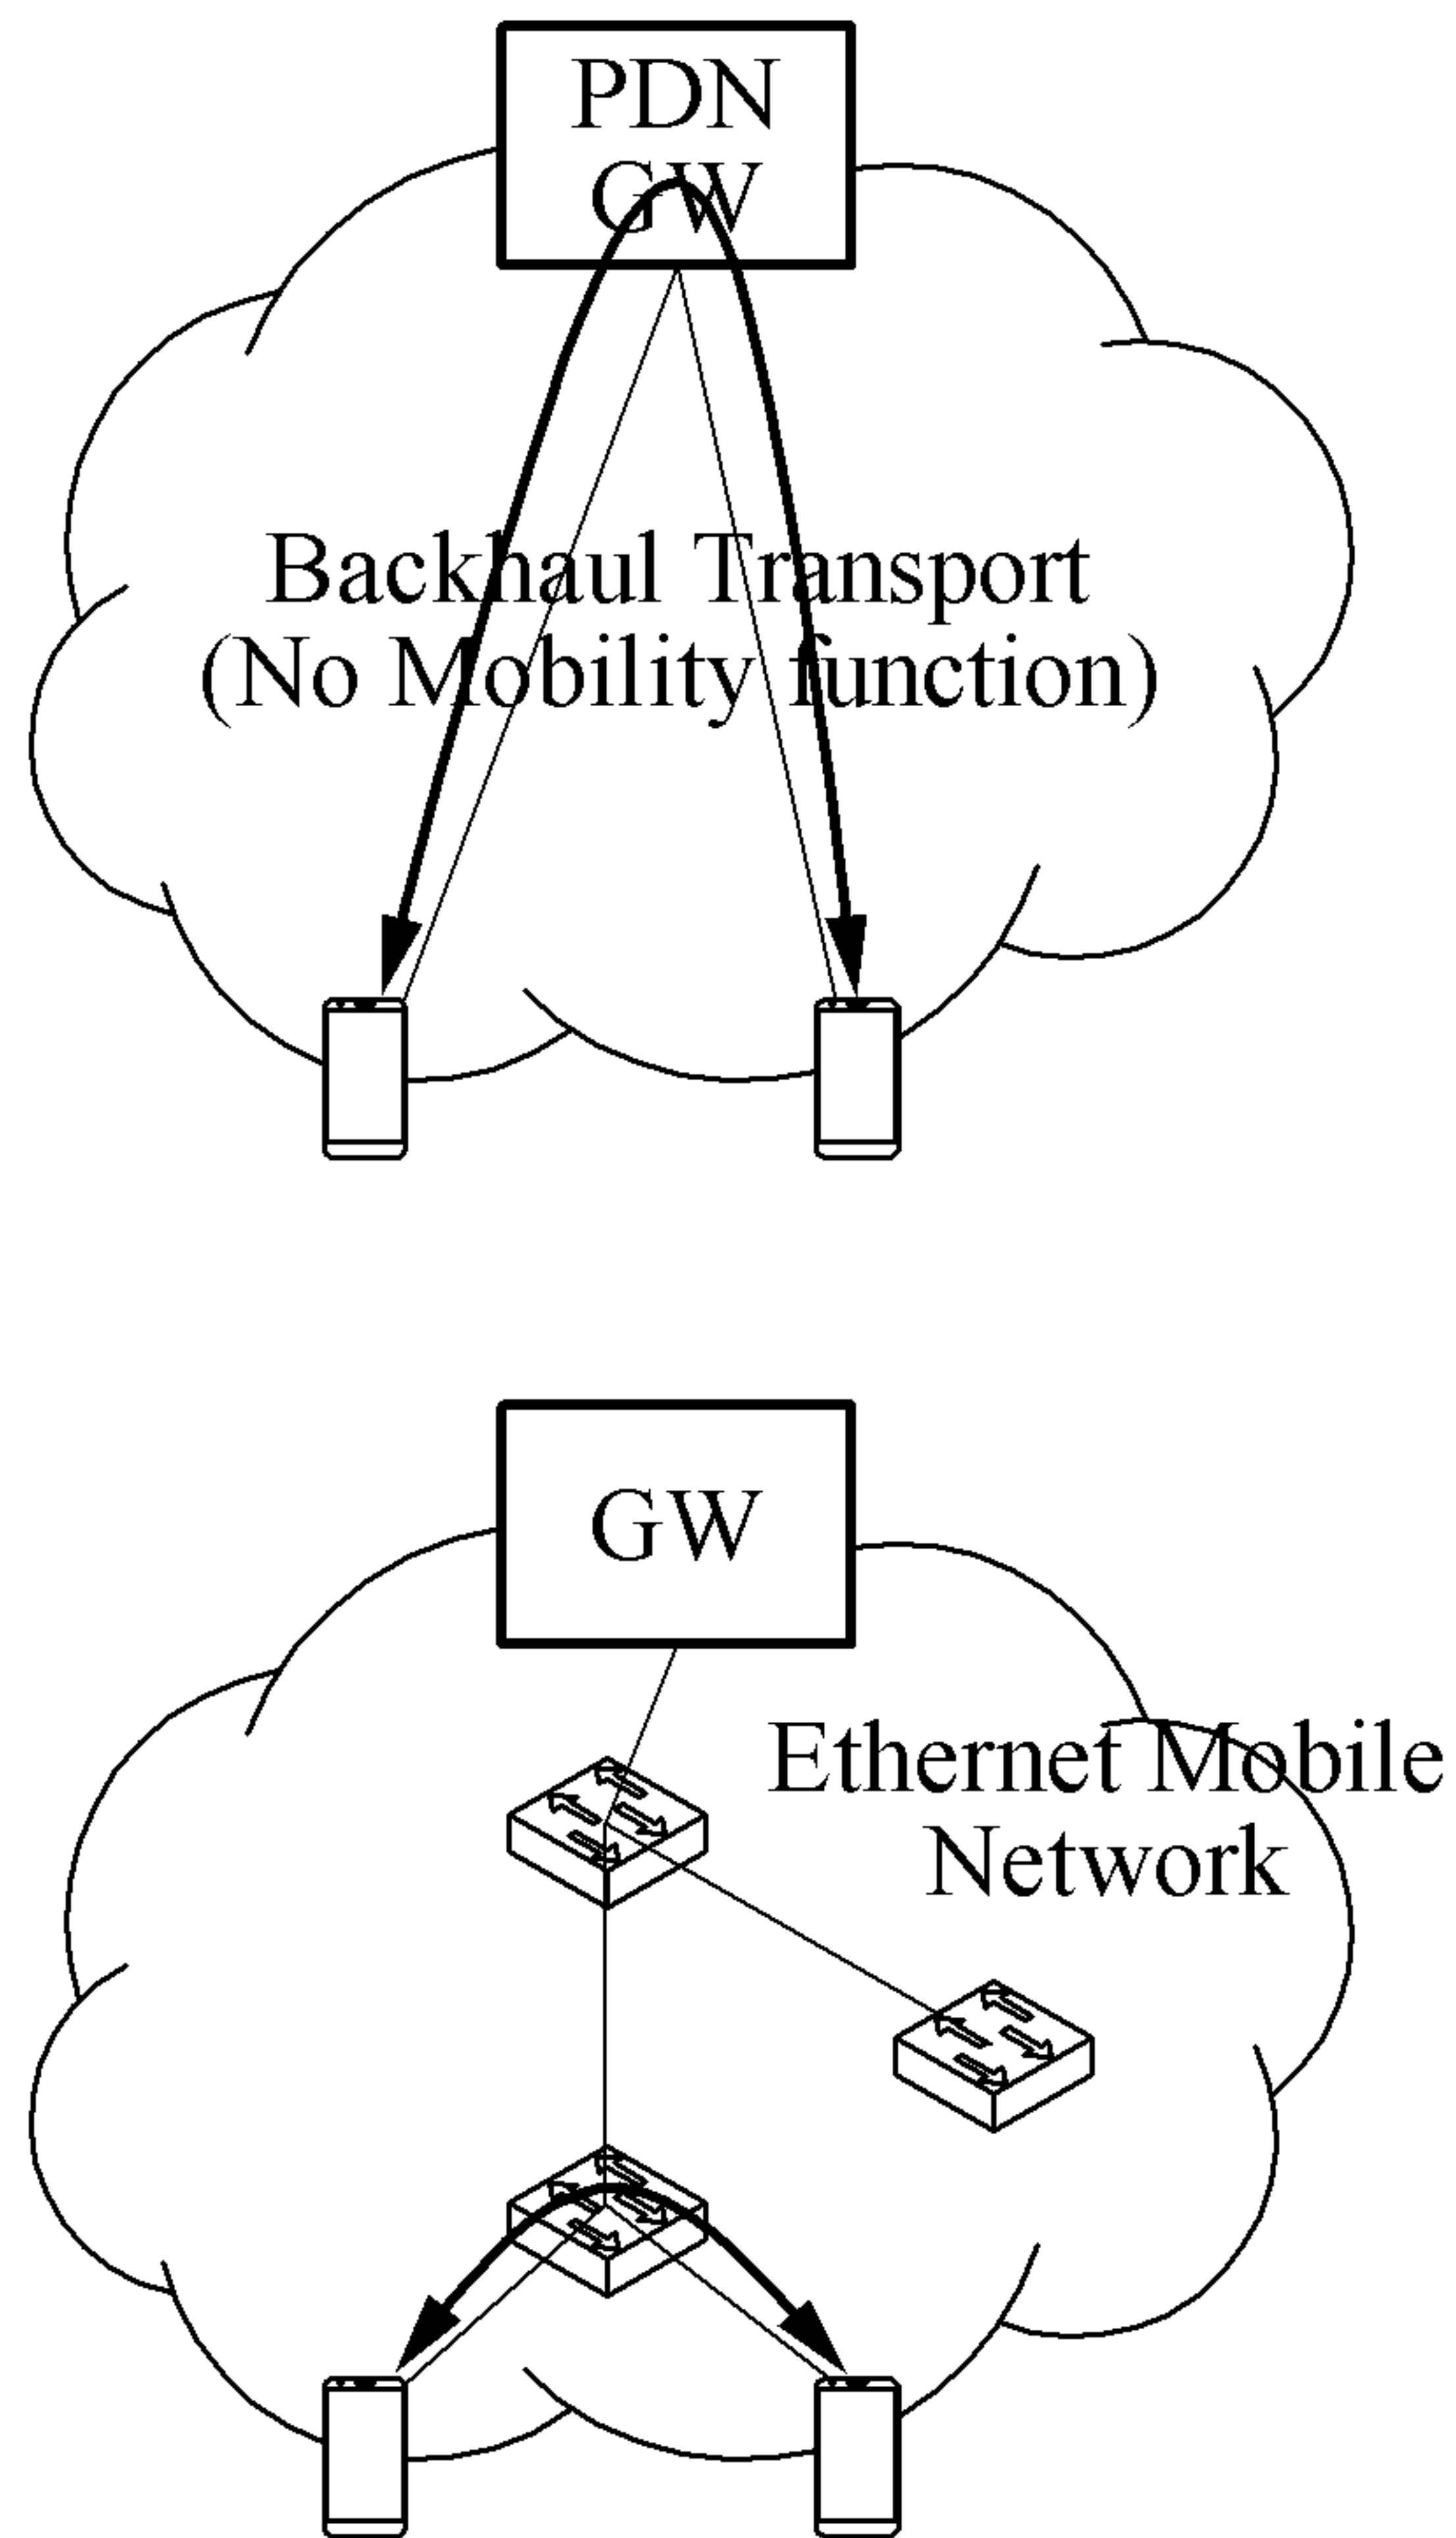 PDN
GW
Backhaul Transport
(No Mobility function)
GW
Ethernet Mobile
Network